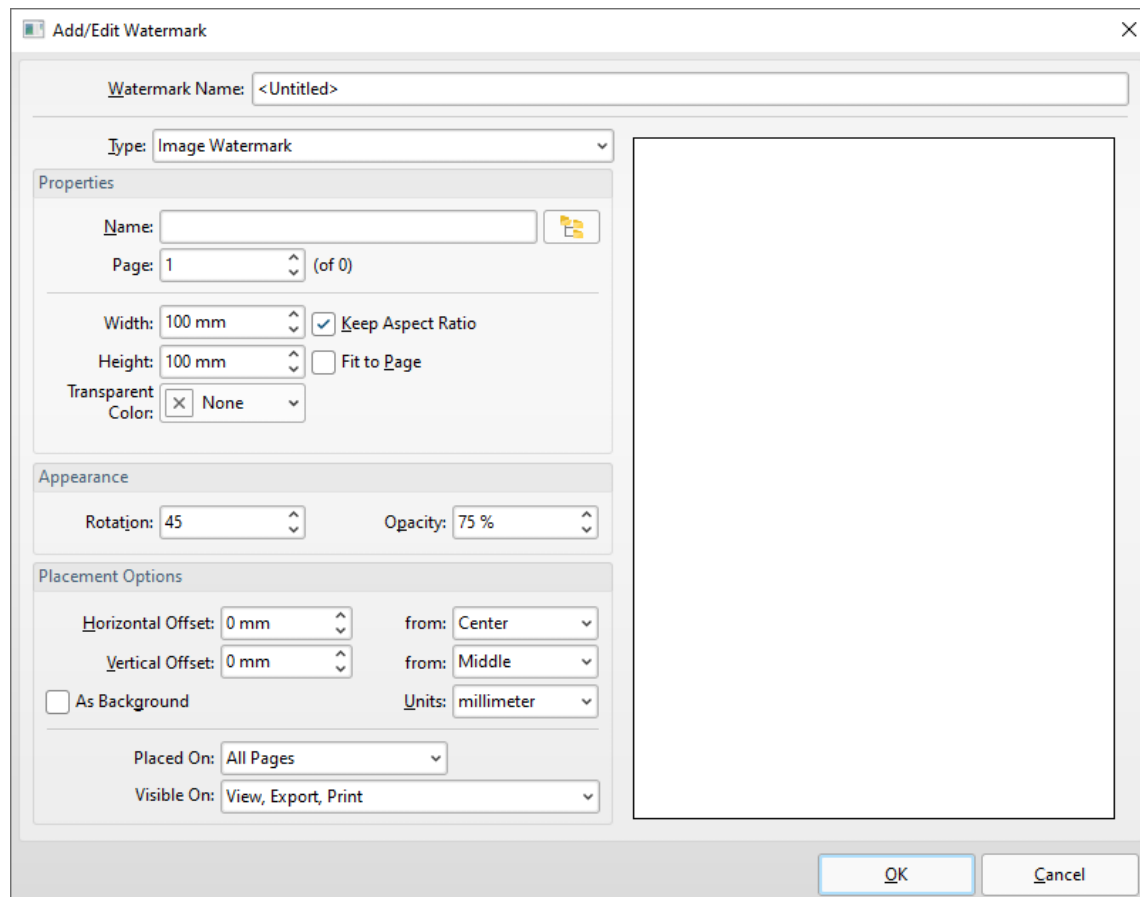 Add/Edit Watermark
Watermark Name: <Untitled>
Type: Image Watermark
Properties
Name:
Page: 1 (of 0)
Width: 100 mm Keep Aspect Ratio
Height: 100 mm Fit to Page
Transparent
Color: None
Appearance
Rotation: 45 Opacity: 75 %
Placement Options
Horizontal Offset: 0 mm from: Center
Vertical Offset: 0 mm from: Middle
As Background Units: millimeter
Placed On: All Pages
Visible On: View, Export, Print
OK Cancel